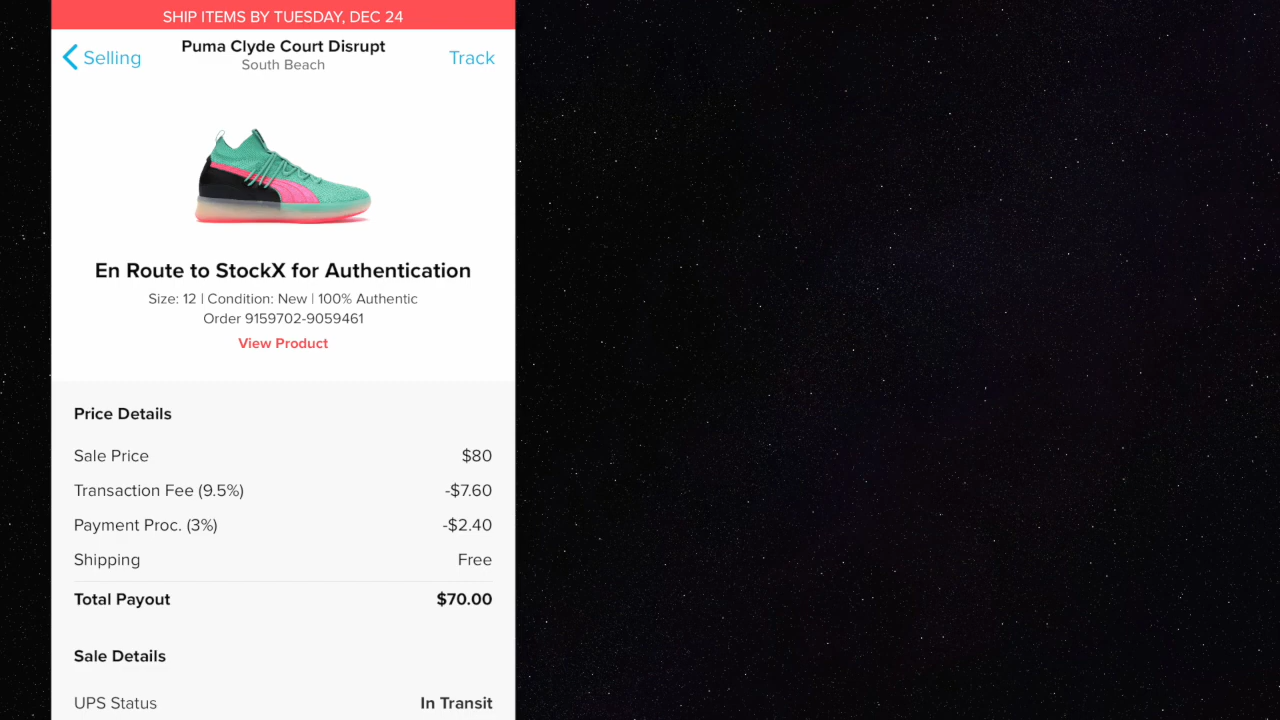 SHIP ITEMS BY TUESDAY, DEC 24
Selling
Puma Clyde Court Disrupt
South Beach
Track
En Route to StockX for Authentication
Size: 12 | Condition: New | 100% Authentic
Order 9159702-9059461
View Product
Price Details
Sale Price $80
Transaction Fee (9.5%) -$7.60
Payment Proc. (3%) -$2.40
Shipping Free
Total Payout $70.00
Sale Details
UPS Status In Transit